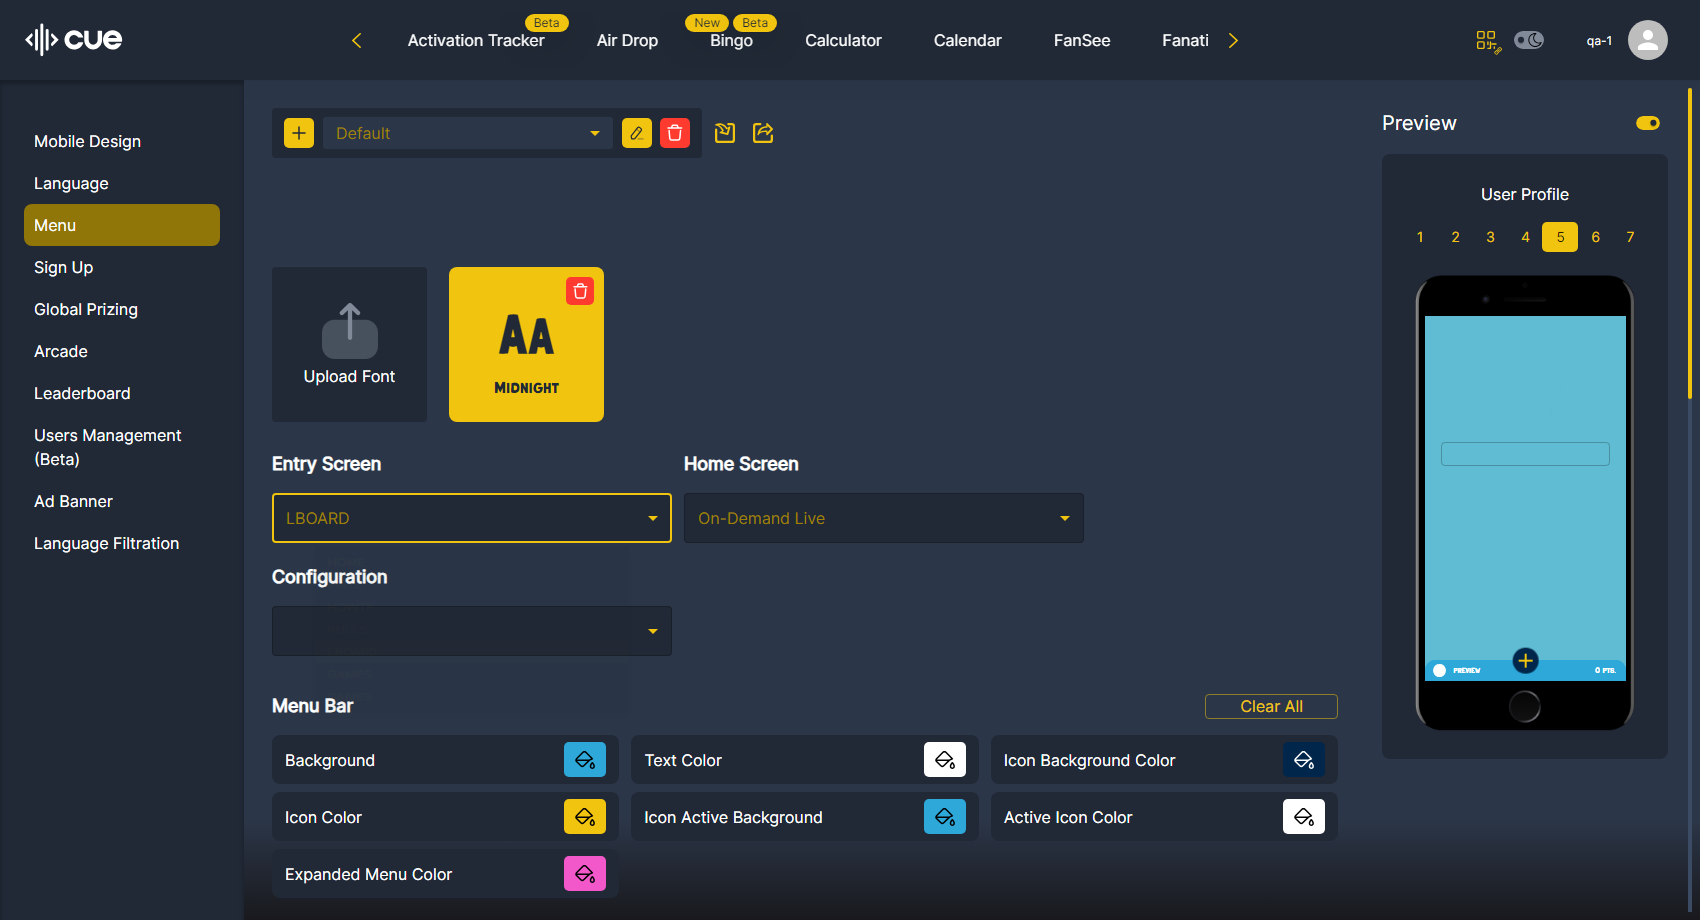 cue
Beta
New
Beta
Activation Tracker
Air Drop
Bingo
Calculator
Calendar
FanSee
Fanati
qa-1
Mobile Design
Language
Menu
Sign Up
Global Prizing
Arcade
Leaderboard
Users Management
(Beta)
Ad Banner
Language Filtration
Default
Upload Font
AA
MIDNIGHT
Entry Screen
Home Screen
LBOARD
On-Demand Live
Configuration
Menu Bar
Clear All
Background
Text Color
Icon Background Color
Icon Color
Icon Active Background
Active Icon Color
Expanded Menu Color
Preview
User Profile
1 2 3 4 5 6 7
PREVIEW
0 PTS.